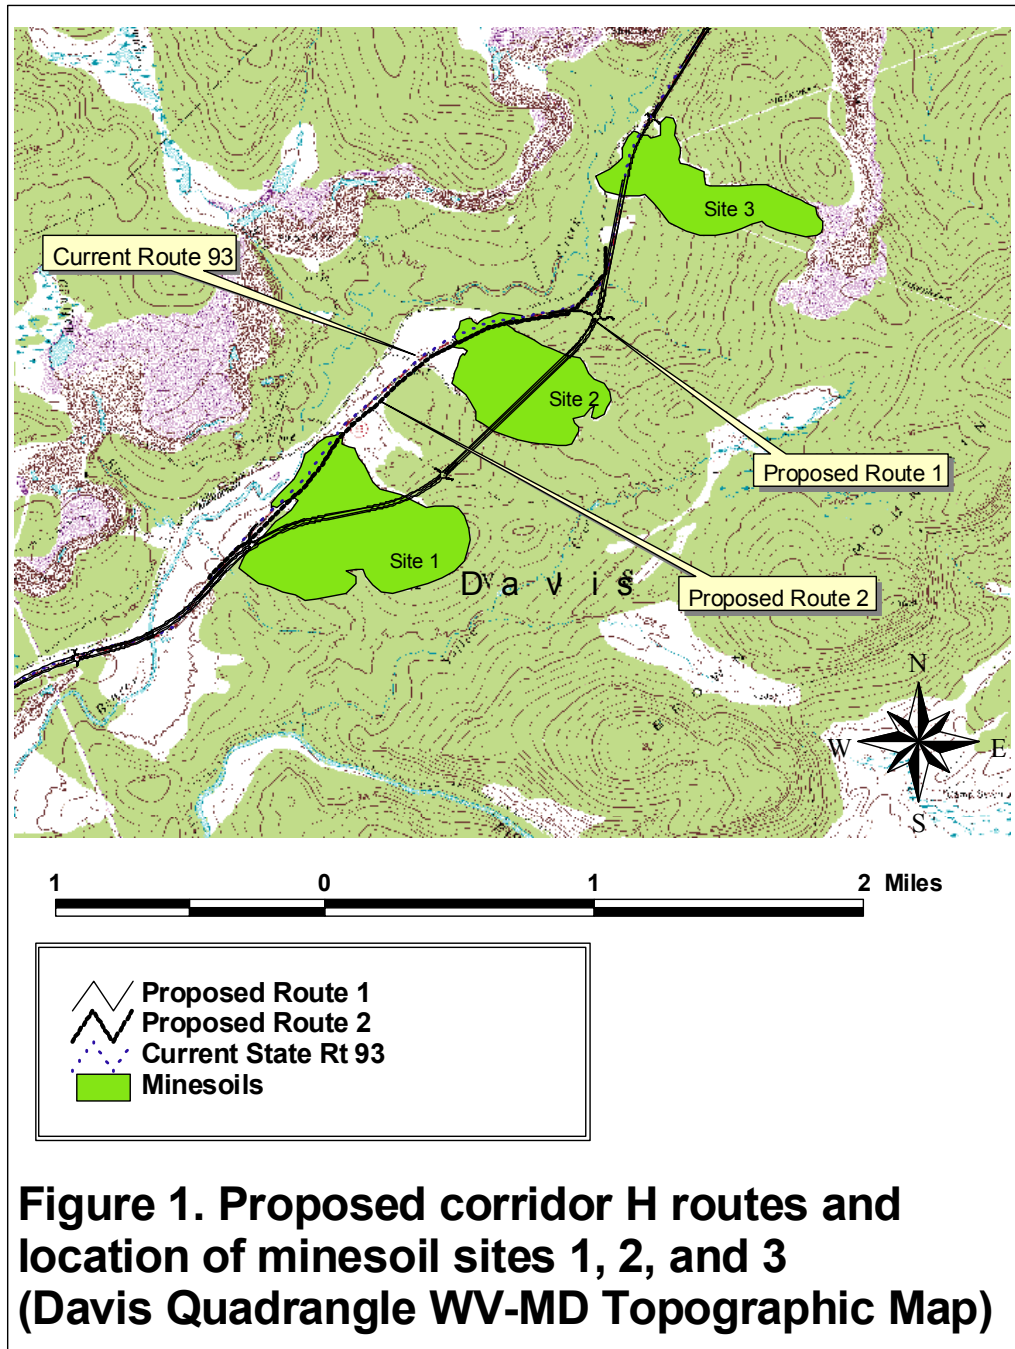 Site 3
Current Route 93
Site 2
Proposed Route 1
Site 1
Davis
Proposed Route 2
N
W
E
S
1 0 1 2 Miles
Proposed Route 1
Proposed Route 2
Current State Rt 93
Minesoils
Figure 1. Proposed corridor H routes and
location of minesoil sites 1, 2, and 3
(Davis Quadrangle WV-MD Topographic Map)